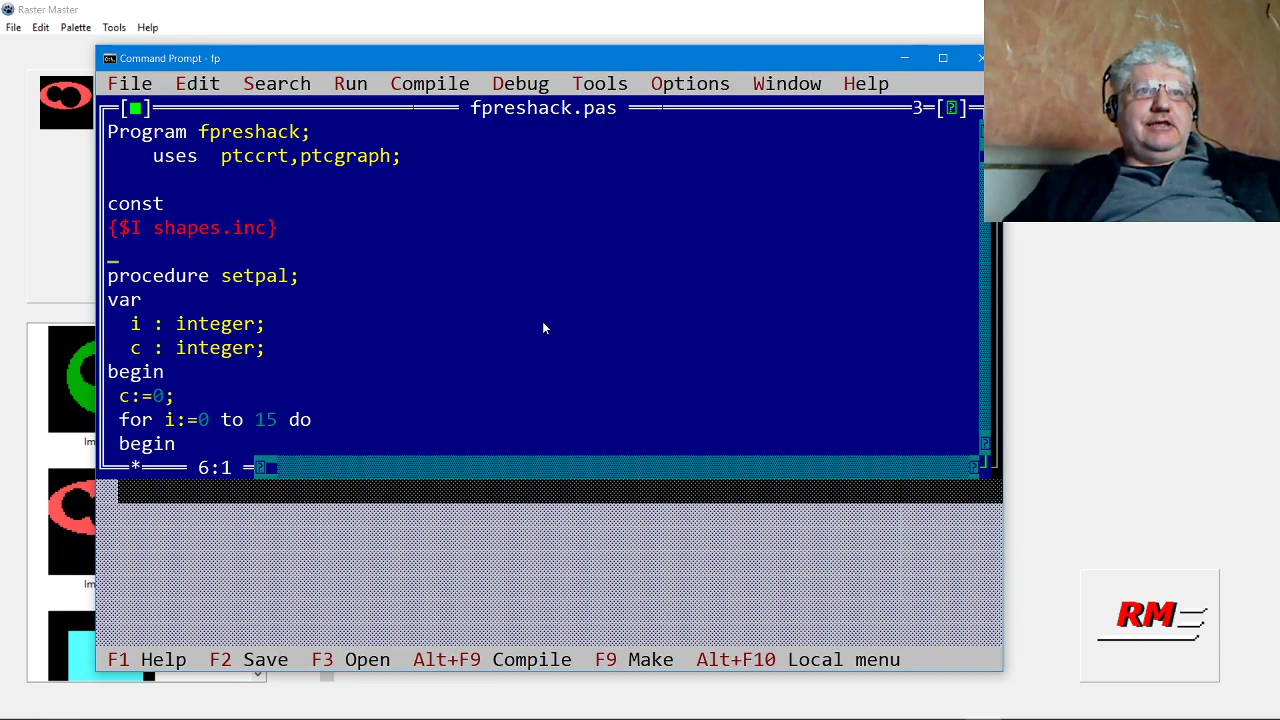 Raster Master
File Edit Palette Tools Help
Command Prompt - fp
File Edit Search Run Compile Debug Tools Options Window Help
[■] fpreshack.pas 3=[?]
Program fpreshack;
uses ptccrt,ptcgraph;
const
{$I shapes.inc}
rocedure setpal;
var
i : integer;
c : integer;
begin
c:=0;
for i:=0 to 15 do
begin
* 6:1
Im
Im
RM
F1 Help F2 Save F3 Open Alt+F9 Compile F9 Make Alt+F10 Local menu